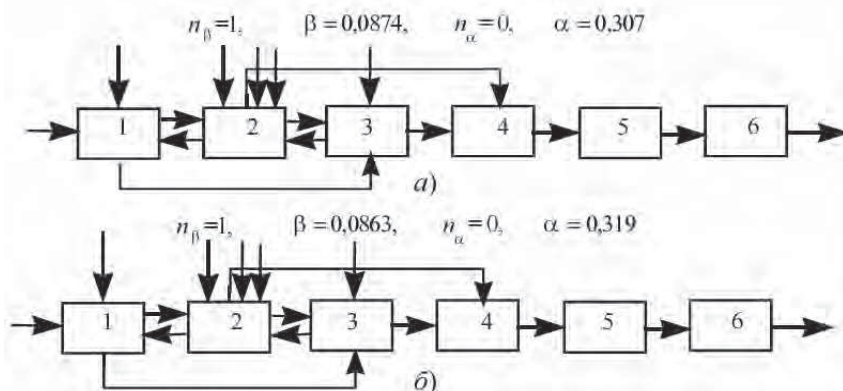 n_β=1, β = 0,0874, n_α=0, α = 0,307
1 2 3 4 5 6
а)
n_β=1, β = 0,0863, n_α=0, α = 0,319
1 2 3 4 5 6
б)